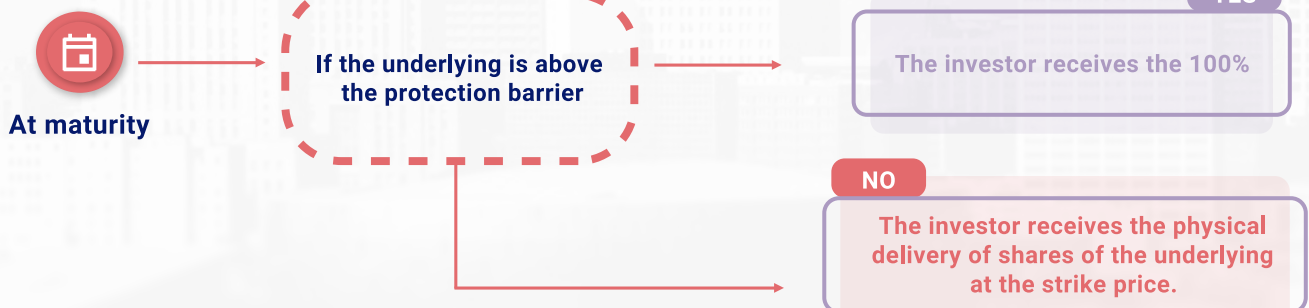 YES
If the underlying is above
the protection barrier
The investor receives the 100%
At maturity
NO
The investor receives the physical
delivery of shares of the underlying
at the strike price.